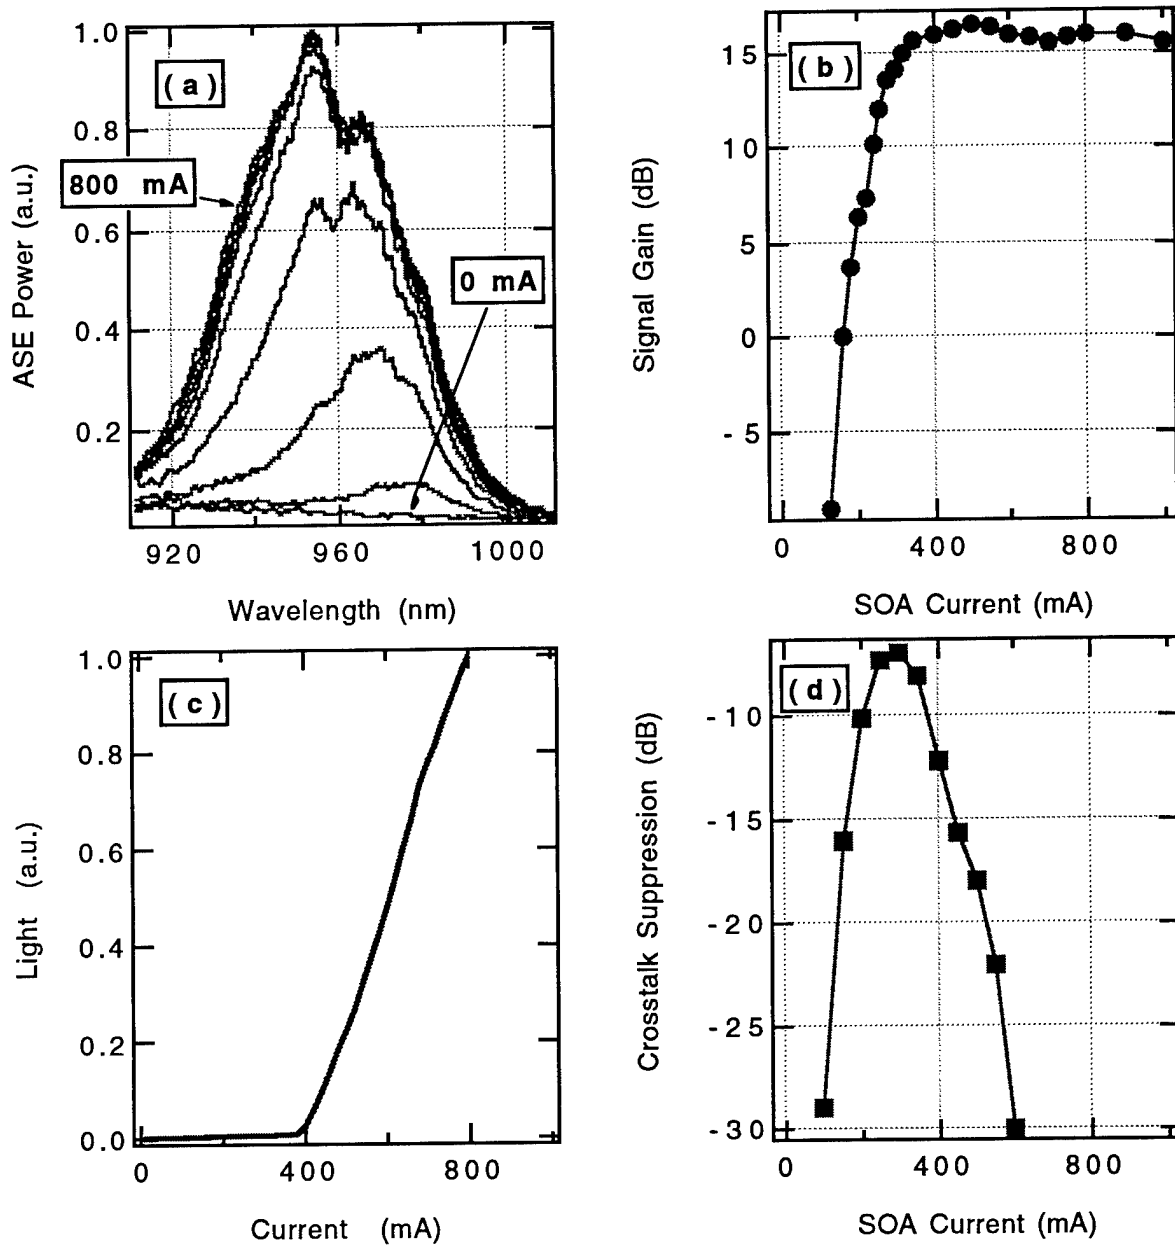 (a)
1.0
0.8
0.6
0.4
0.2
800 mA
0 mA
ASE Power (a.u.)
920 960 1000
Wavelength (nm)
(b)
15
10
5
0
-5
Signal Gain (dB)
0 400 800
SOA Current (mA)
(c)
1.0
0.8
0.6
0.4
0.2
0.0
Light (a.u.)
0 400 800
Current (mA)
(d)
-10
-15
-20
-25
-30
Crosstalk Suppression (dB)
0 400 800
SOA Current (mA)